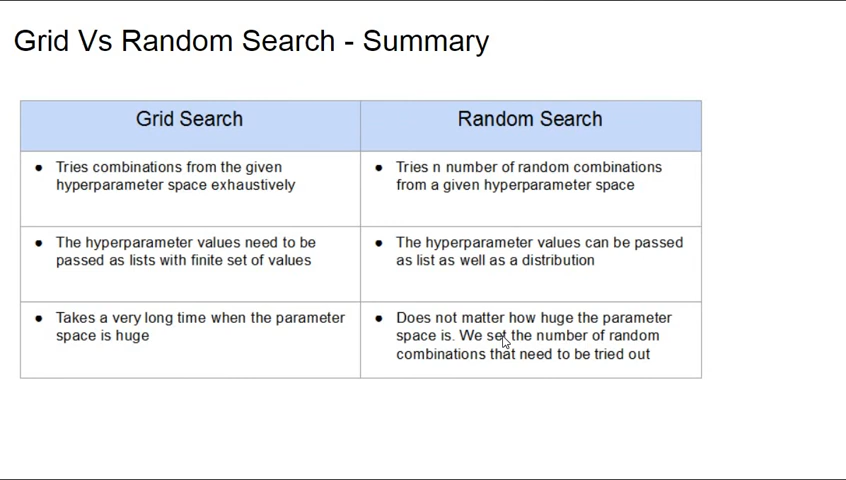 Grid Vs Random Search - Summary
Grid Search
Random Search
● Tries combinations from the given
hyperparameter space exhaustively
● Tries n number of random combinations
from a given hyperparameter space
● The hyperparameter values need to be
passed as lists with finite set of values
● The hyperparameter values can be passed
as list as well as a distribution
● Takes a very long time when the parameter
space is huge
● Does not matter how huge the parameter
space is. We set the number of random
combinations that need to be tried out